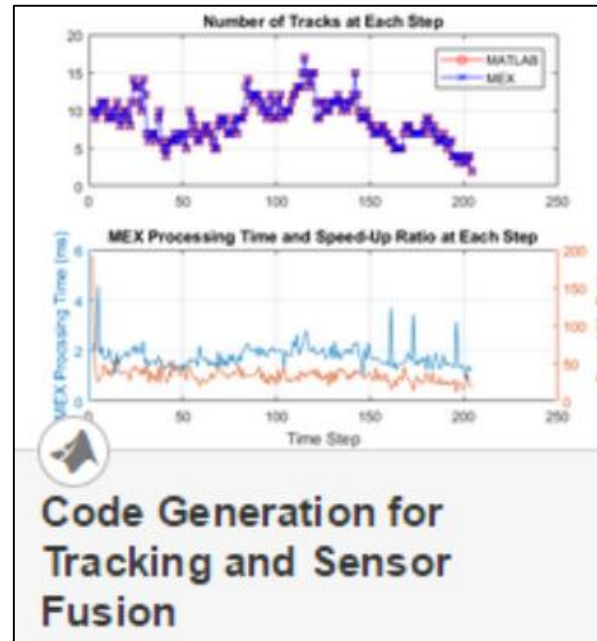 Number of Tracks at Each Step
20
15
10
5
0
MATLAB
MEX
0 50 100 150 200 250
MEX Processing Time and Speed-Up Ratio at Each Step
MEX Processing Time (ms)
6
4
2
0
200
150
100
50
0
0 50 100 150 200 250
Time Step
Code Generation for
Tracking and Sensor
Fusion